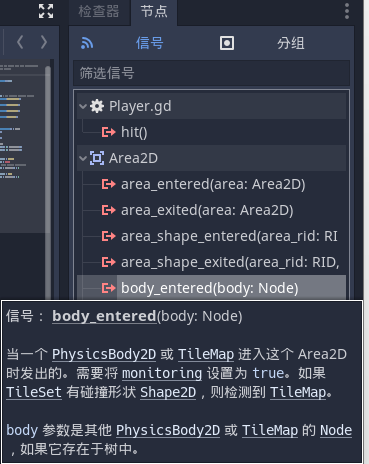 检查器 节点
信号 分组
筛选信号
Player.gd
hit()
Area2D
area_entered(area: Area2D)
area_exited(area: Area2D)
area_shape_entered(area_rid: RI
area_shape_exited(area_rid: RID,
body_entered(body: Node)
信号： body_entered(body: Node)
当一个 PhysicsBody2D 或 TileMap 进入这个 Area2D
时发出的。需要将 monitoring 设置为 true。如果
TileSet 有碰撞形状 Shape2D，则检测到 TileMap。
body 参数是其他 PhysicsBody2D 或 TileMap 的 Node
，如果它存在于树中。